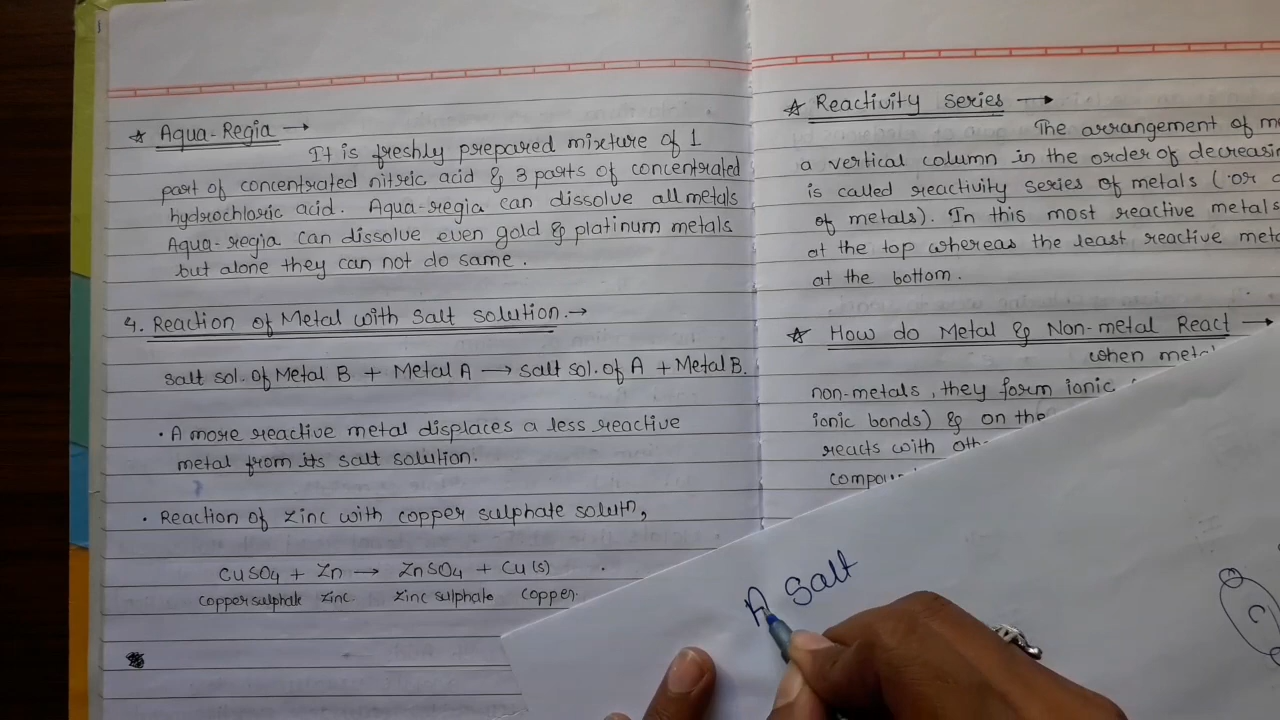 ☆ Aqua-Regia →
It is freshly prepared mixture of 1
part of concentrated nitric acid & 3 parts of concentrated
hydrochloric acid. Aqua-regia can dissolve all metals
Aqua-regia can dissolve even gold & platinum metals
but alone they can not do same.
4. Reaction of Metal with Salt solution.→
Salt sol. of Metal B + Metal A → Salt sol. of A + Metal B.
• A more reactive metal displaces a less reactive
metal from its salt solution.
• Reaction of zinc with copper sulphate solutn,
CuSO4 + Zn → ZnSO4 + Cu(s)
copper sulphate zinc. zinc sulphate copper.
☆ Reactivity series →
The arrangement of
a vertical column in the order of
is called reactivity series of metals (or
of metals). In this most reactive metals
at the top whereas the least reactive
at the bottom.
☆ How do Metal & Non-metal React →
when
non-metals, they form ionic
ionic bonds) & on the
reacts with
A salt
C